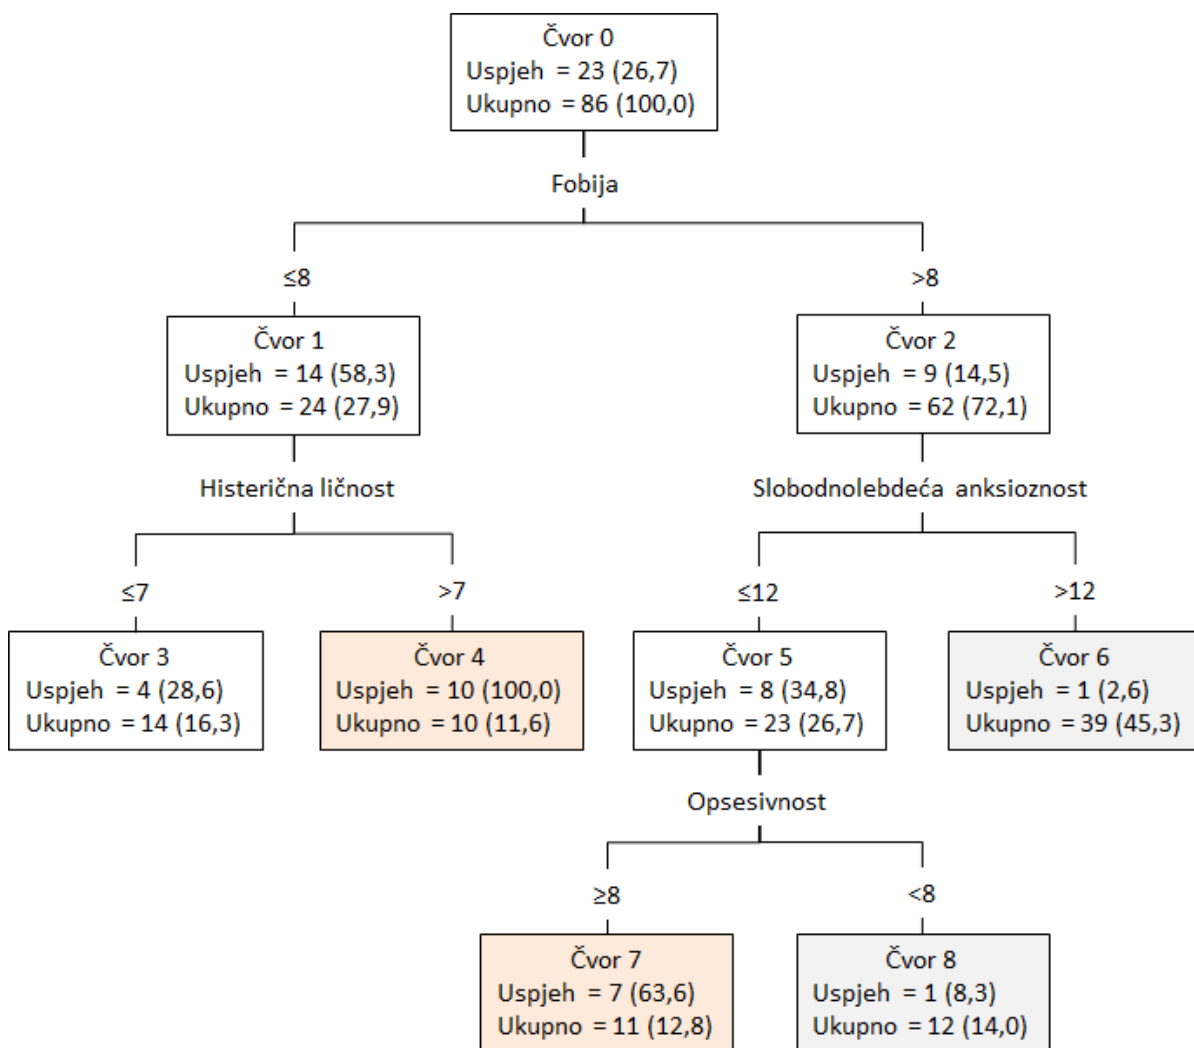 Čvor 0
Uspjeh = 23 (26,7)
Ukupno = 86 (100,0)
Fobija
≤8
>8
Čvor 1
Uspjeh = 14 (58,3)
Ukupno = 24 (27,9)
Čvor 2
Uspjeh = 9 (14,5)
Ukupno = 62 (72,1)
Histerična ličnost
Slobodnolebdeća anksioznost
≤7
>7
≤12
>12
Čvor 3
Uspjeh = 4 (28,6)
Ukupno = 14 (16,3)
Čvor 4
Uspjeh = 10 (100,0)
Ukupno = 10 (11,6)
Čvor 5
Uspjeh = 8 (34,8)
Ukupno = 23 (26,7)
Čvor 6
Uspjeh = 1 (2,6)
Ukupno = 39 (45,3)
Opsesivnost
≥8
<8
Čvor 7
Uspjeh = 7 (63,6)
Ukupno = 11 (12,8)
Čvor 8
Uspjeh = 1 (8,3)
Ukupno = 12 (14,0)